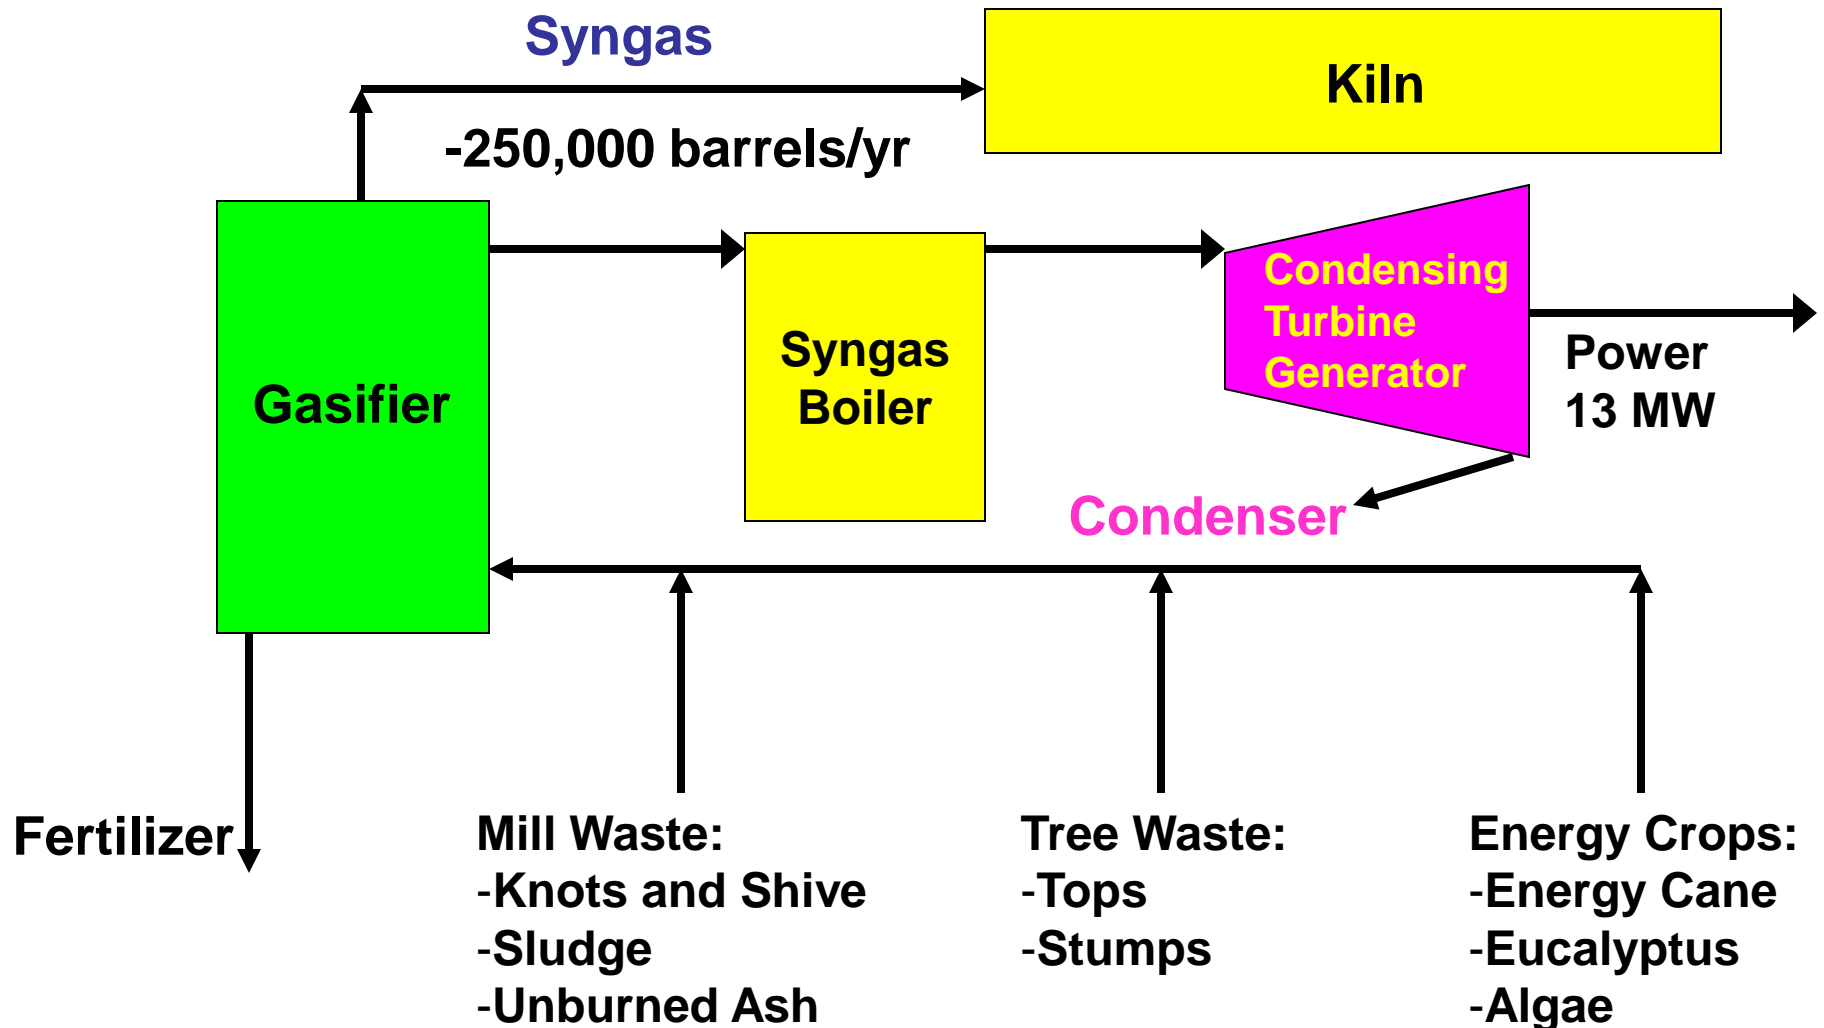 Syngas
Kiln
-250,000 barrels/yr
Gasifier
Syngas
Boiler
Condensing
Turbine
Generator
Power
13 MW
Condenser
Fertilizer
Mill Waste:
-Knots and Shive
-Sludge
-Unburned Ash
Tree Waste:
-Tops
-Stumps
Energy Crops:
-Energy Cane
-Eucalyptus
-Algae